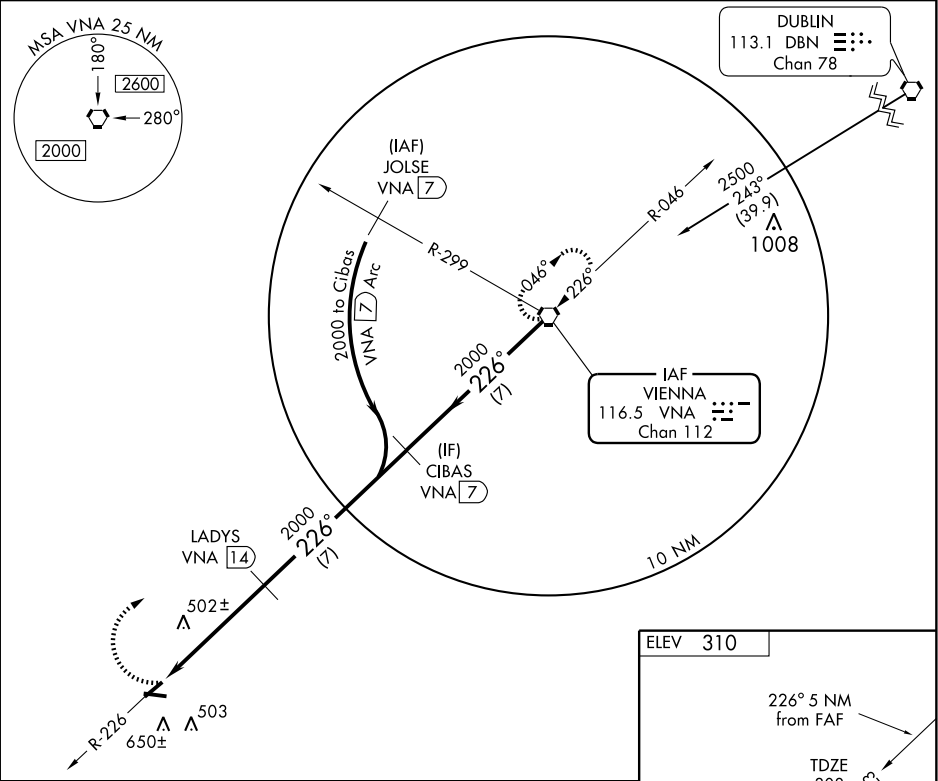 MSA VNA 25 NM
180°
2600
280°
2000
DUBLIN
113.1 DBN
Chan 78
(IAF)
JOLSE
VNA 7
R-299
R-046
2500
243°
(39.9)
1008
2000 to Cibas
VNA 7 Arc
046°
226°
2000
226°
(7)
IAF
VIENNA
116.5 VNA
Chan 112
(IF)
CIBAS
VNA 7
2000
226°
(7)
LADYS
VNA 14
10 NM
502±
503
650±
R-226
ELEV 310
226° 5 NM
from FAF
TDZE